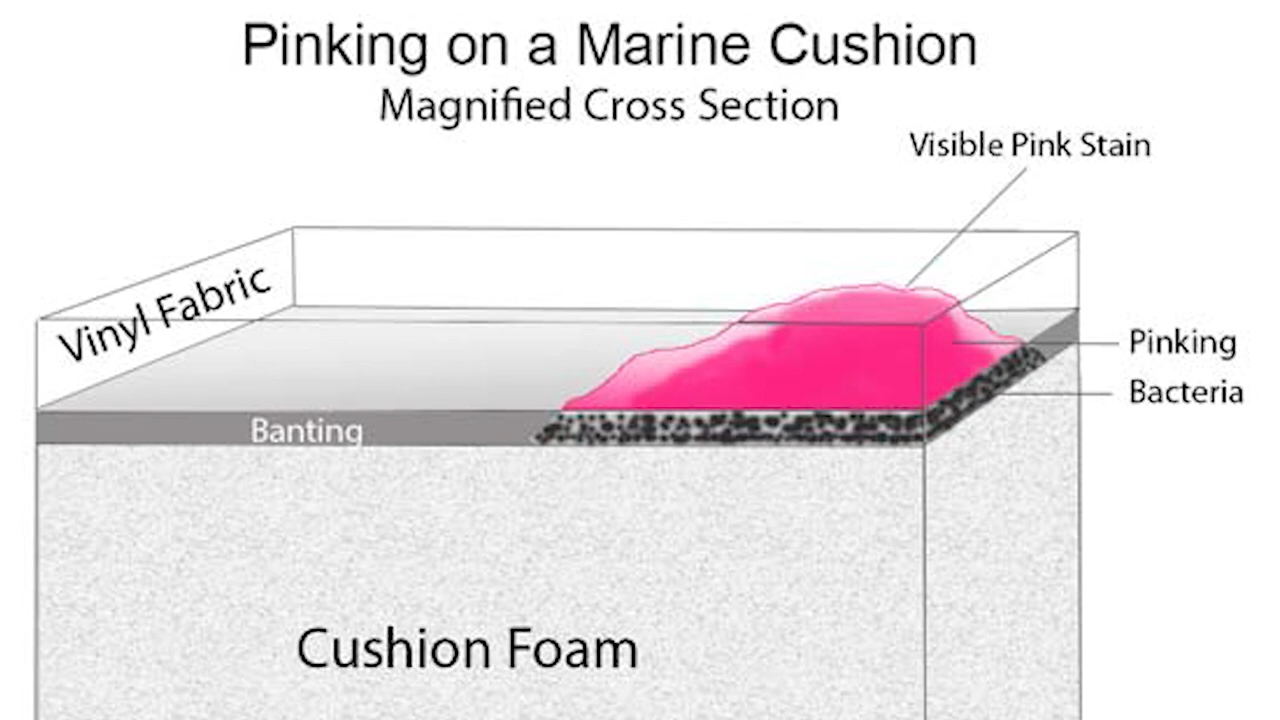 Pinking on a Marine Cushion
Magnified Cross Section
Visible Pink Stain
Vinyl Fabric
Pinking
Bacteria
Banting
Cushion Foam